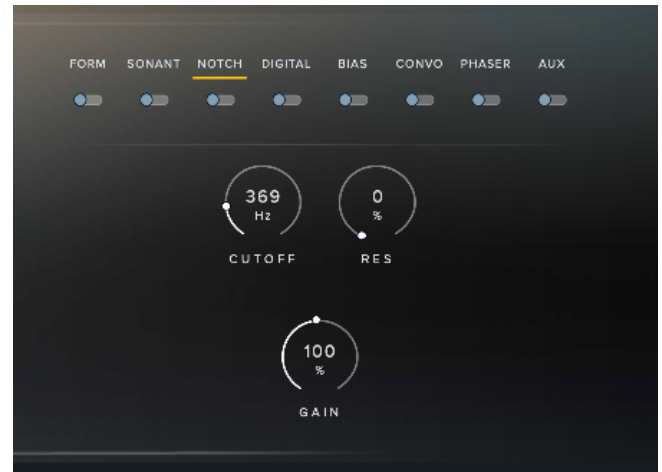 FORM SONANT NOTCH DIGITAL BIAS CONVO PHASER AUX
369 0
Hz %
CUTOFF RES
100
%
GAIN